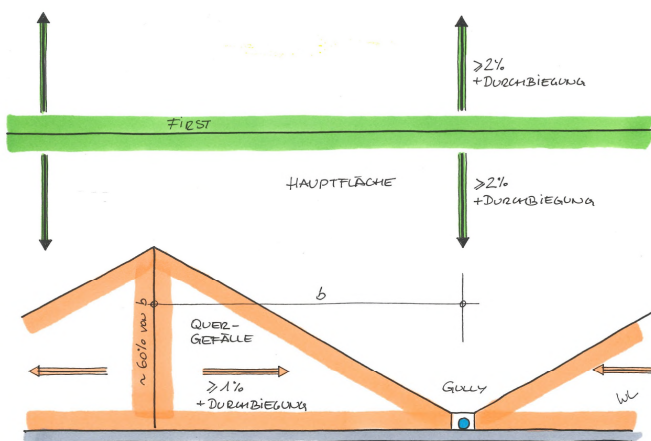 ≥2%
+DURCHBIEGUNG
FIRST
HAUPTFLÄCHE
≥2%
+DURCHBIEGUNG
b
~60% von b
QUER-
GEFÄLLE
≥1%
+DURCHBIEGUNG
GULLY